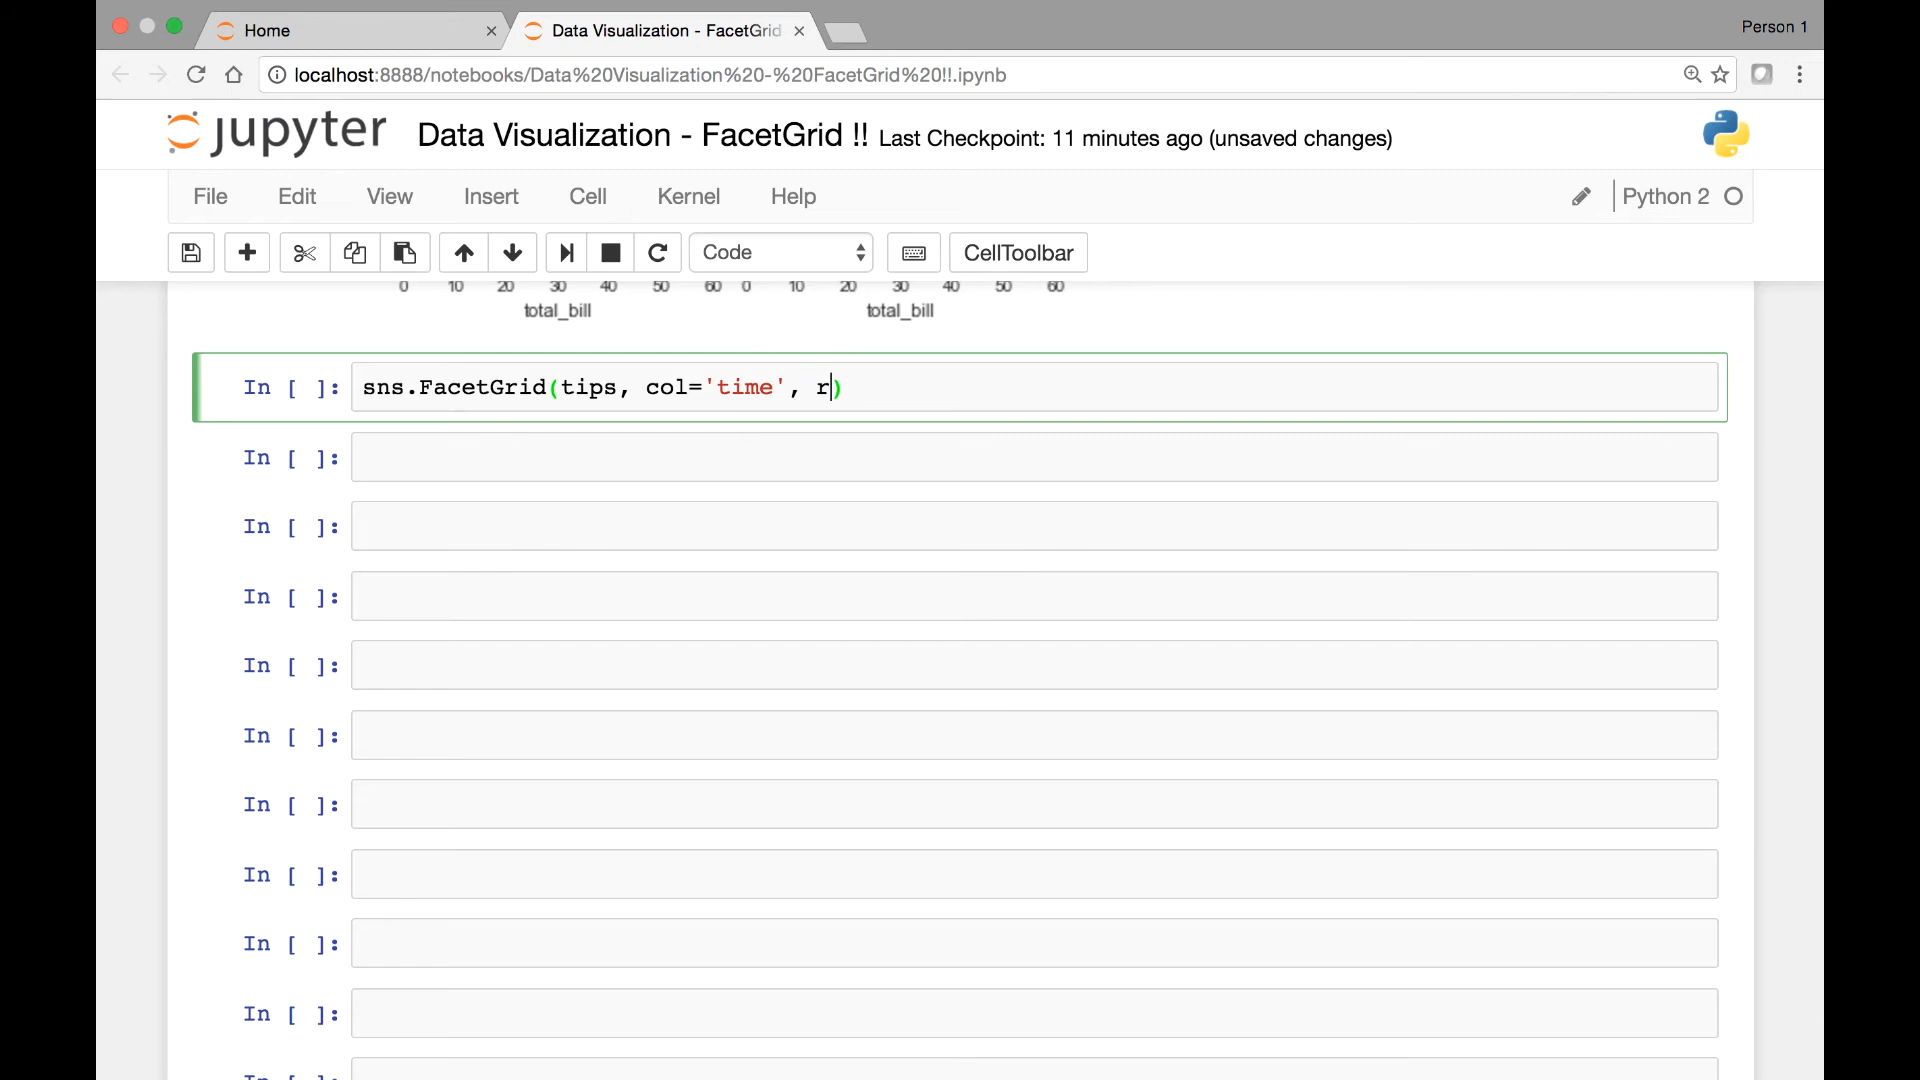 Home
Data Visualization - FacetGrid
Person 1
localhost:8888/notebooks/Data%20Visualization%20-%20FacetGrid%20!!.ipynb
jupyter Data Visualization - FacetGrid !! Last Checkpoint: 11 minutes ago (unsaved changes)
File Edit View Insert Cell Kernel Help Python 2
Code CellToolbar
0 10 20 30 40 50 60 0 10 20 30 40 50 60
total_bill total_bill
In [ ]: sns.FacetGrid(tips, col='time', r)
In [ ]:
In [ ]:
In [ ]:
In [ ]:
In [ ]:
In [ ]:
In [ ]:
In [ ]:
In [ ]: